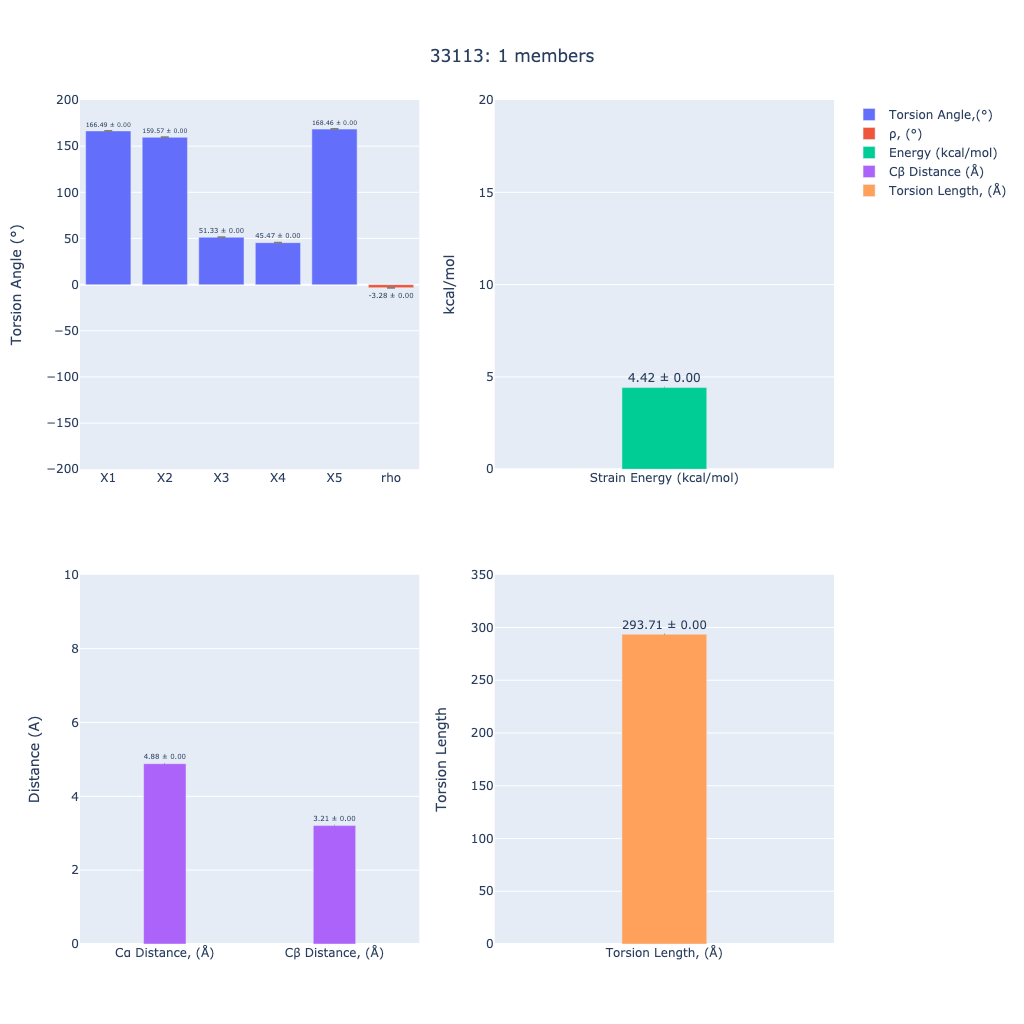 33113: 1 members
200
150
100
50
0
−50
−100
−150
−200
Torsion Angle (°)
166.49 ± 0.00
159.57 ± 0.00
51.33 ± 0.00
45.47 ± 0.00
168.46 ± 0.00
-3.28 ± 0.00
X1 X2 X3 X4 X5 rho
20
15
10
5
0
kcal/mol
4.42 ± 0.00
Strain Energy (kcal/mol)
Torsion Angle,(°)
ρ, (°)
Energy (kcal/mol)
Cβ Distance (Å)
Torsion Length, (Å)
10
8
6
4
2
0
Distance (A)
4.88 ± 0.00
3.21 ± 0.00
Cα Distance, (Å) Cβ Distance, (Å)
350
300
250
200
150
100
50
0
Torsion Length
293.71 ± 0.00
Torsion Length, (Å)